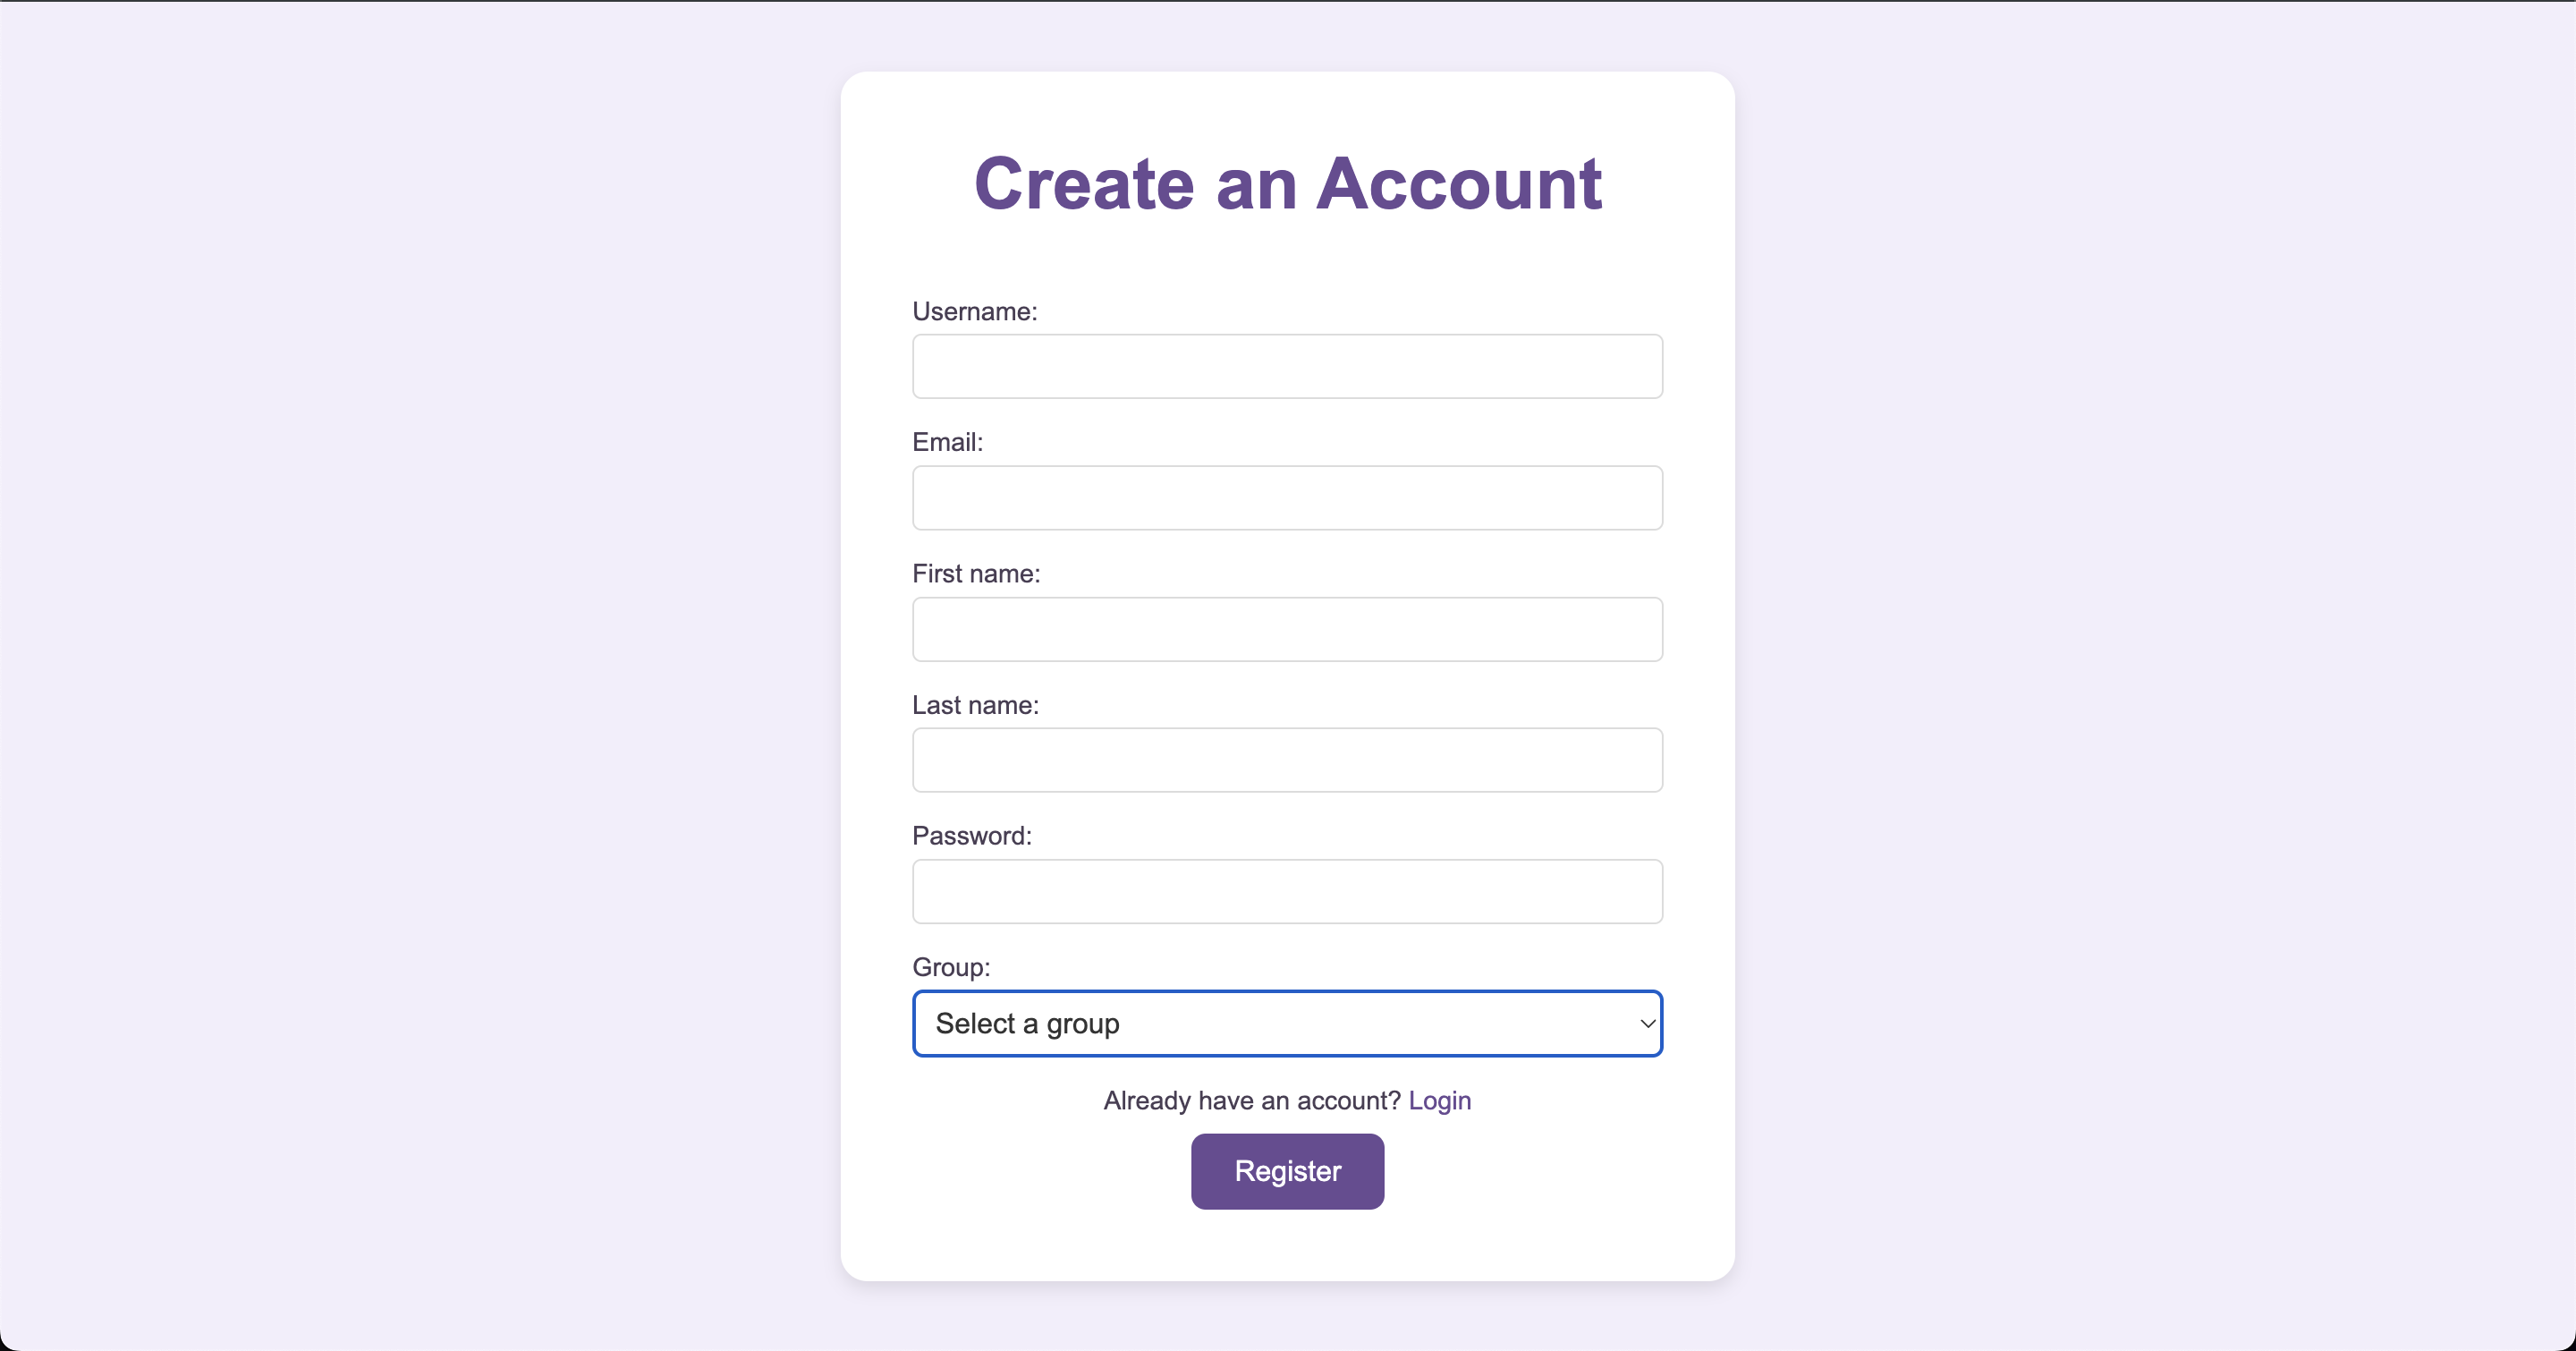 Create an Account
Username:
Email:
First name:
Last name:
Password:
Group:
Select a group
Already have an account? Login
Register